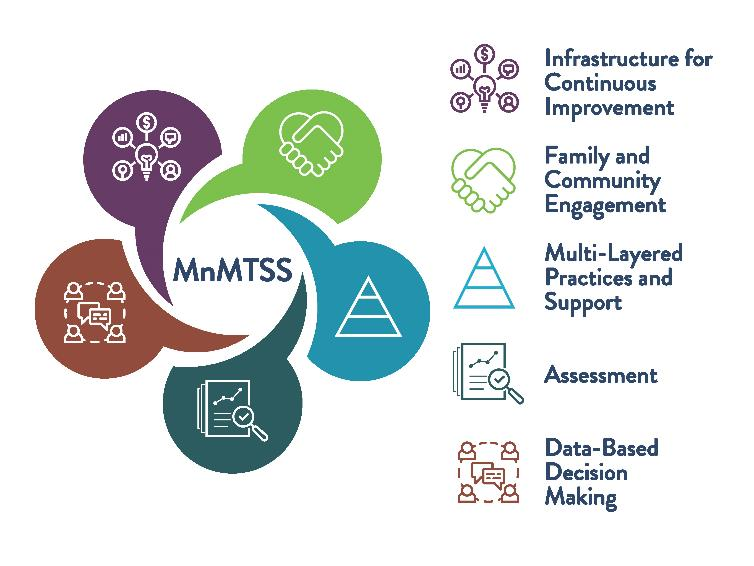 MnMTSS
Infrastructure for
Continuous
Improvement
Family and
Community
Engagement
Multi-Layered
Practices and
Support
Assessment
Data-Based
Decision
Making